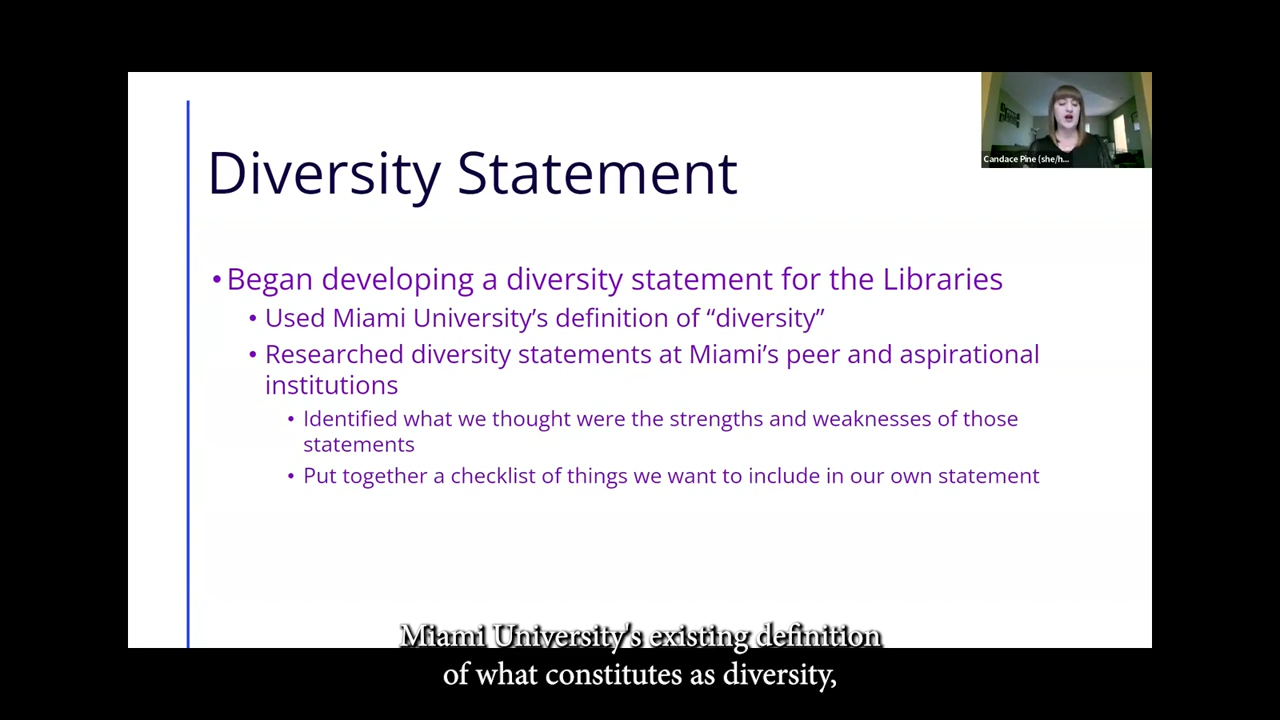 Candace Pine (she/h...
Diversity Statement
• Began developing a diversity statement for the Libraries
• Used Miami University’s definition of “diversity”
• Researched diversity statements at Miami’s peer and aspirational
institutions
• Identified what we thought were the strengths and weaknesses of those
statements
• Put together a checklist of things we want to include in our own statement
Miami University's existing definition
of what constitutes as diversity,